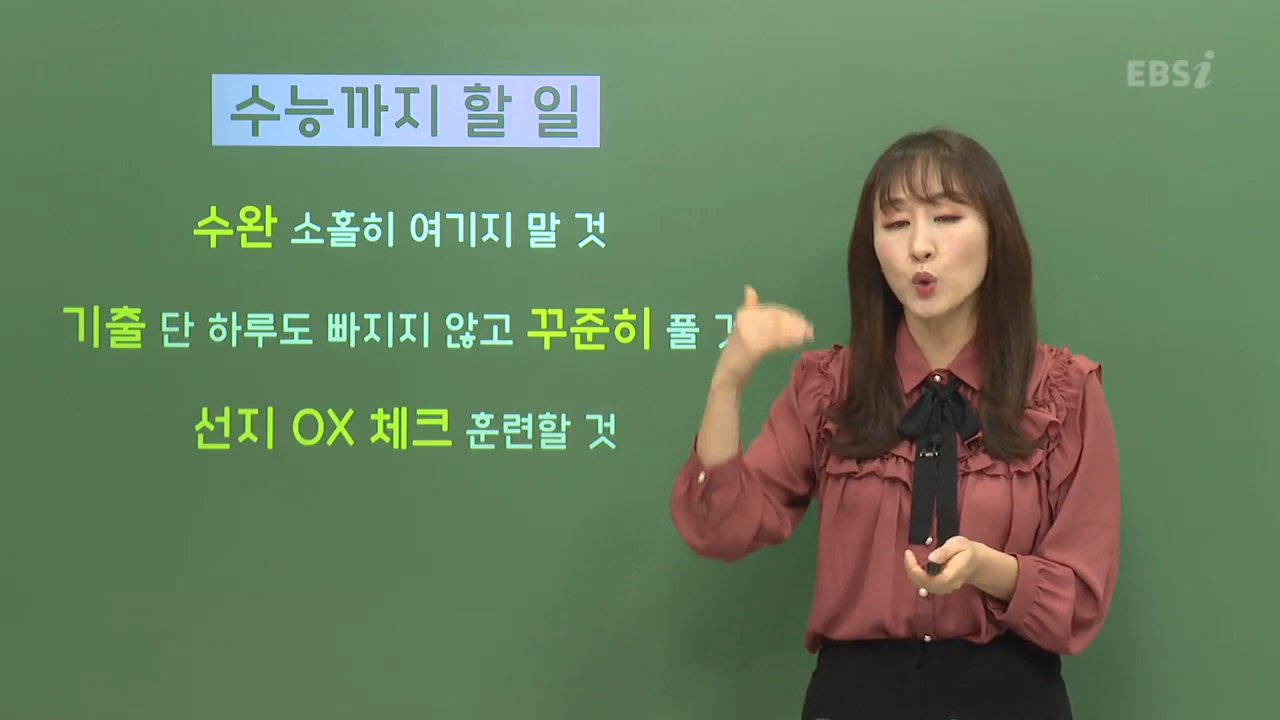 EBSi
수능까지 할 일
수완 소홀히 여기지 말 것
기출 단 하루도 빠지지 않고 꾸준히 풀
선지 OX 체크 훈련할 것